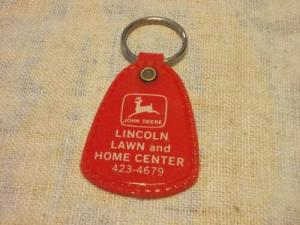 JOHN DEERE
LINCOLN
LAWN and
HOME CENTER
423-4679